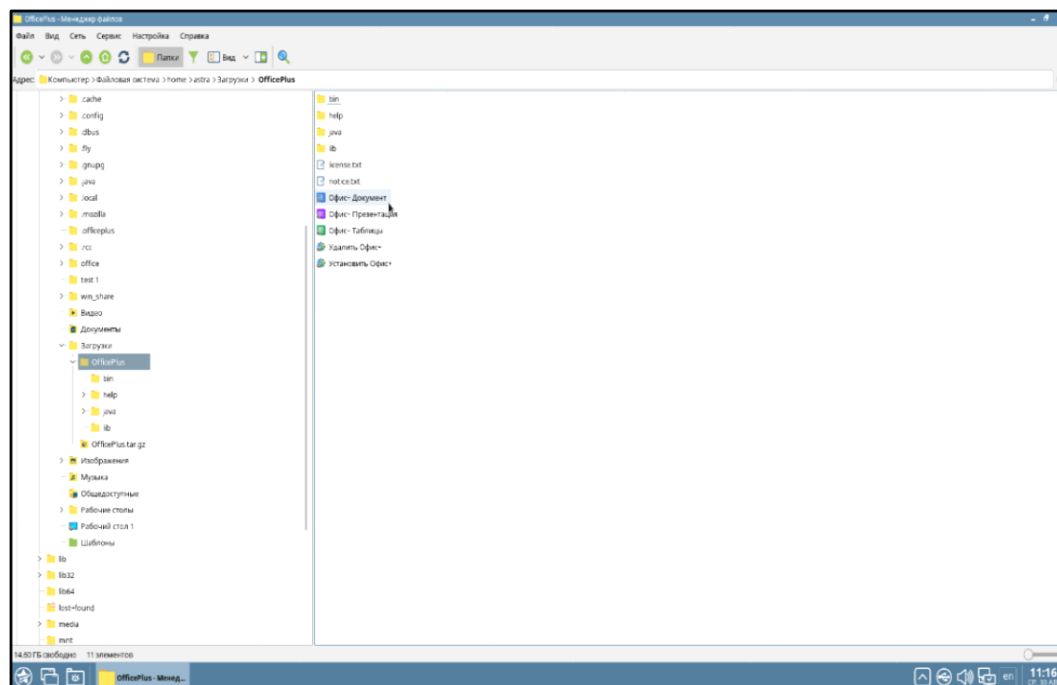 OfficePlus - Менеджер файлов
Файл Вид Сеть Сервис Настройка Справка
Папки Вид
Адрес: Компьютер > Файловая система > home > astra > Загрузки > OfficePlus
.cache
.config
.dbus
.fly
.gnupg
.java
.local
.mozilla
.officeplus
.rcc
office
test 1
win_share
Видео
Документы
Загрузки
OfficePlus
bin
help
java
lib
OfficePlus.tar.gz
Изображения
Музыка
Общедоступные
Рабочие столы
Рабочий стол 1
Шаблоны
lib
lib32
lib64
lost+found
media
mnt
bin
help
java
lib
license.txt
notice.txt
Офис+ Документ
Офис+ Презентация
Офис+ Таблицы
Удалить Офис+
Установить Офис+
14.60 ГБ свободно 11 элементов
OfficePlus - Менед...
en 11:16